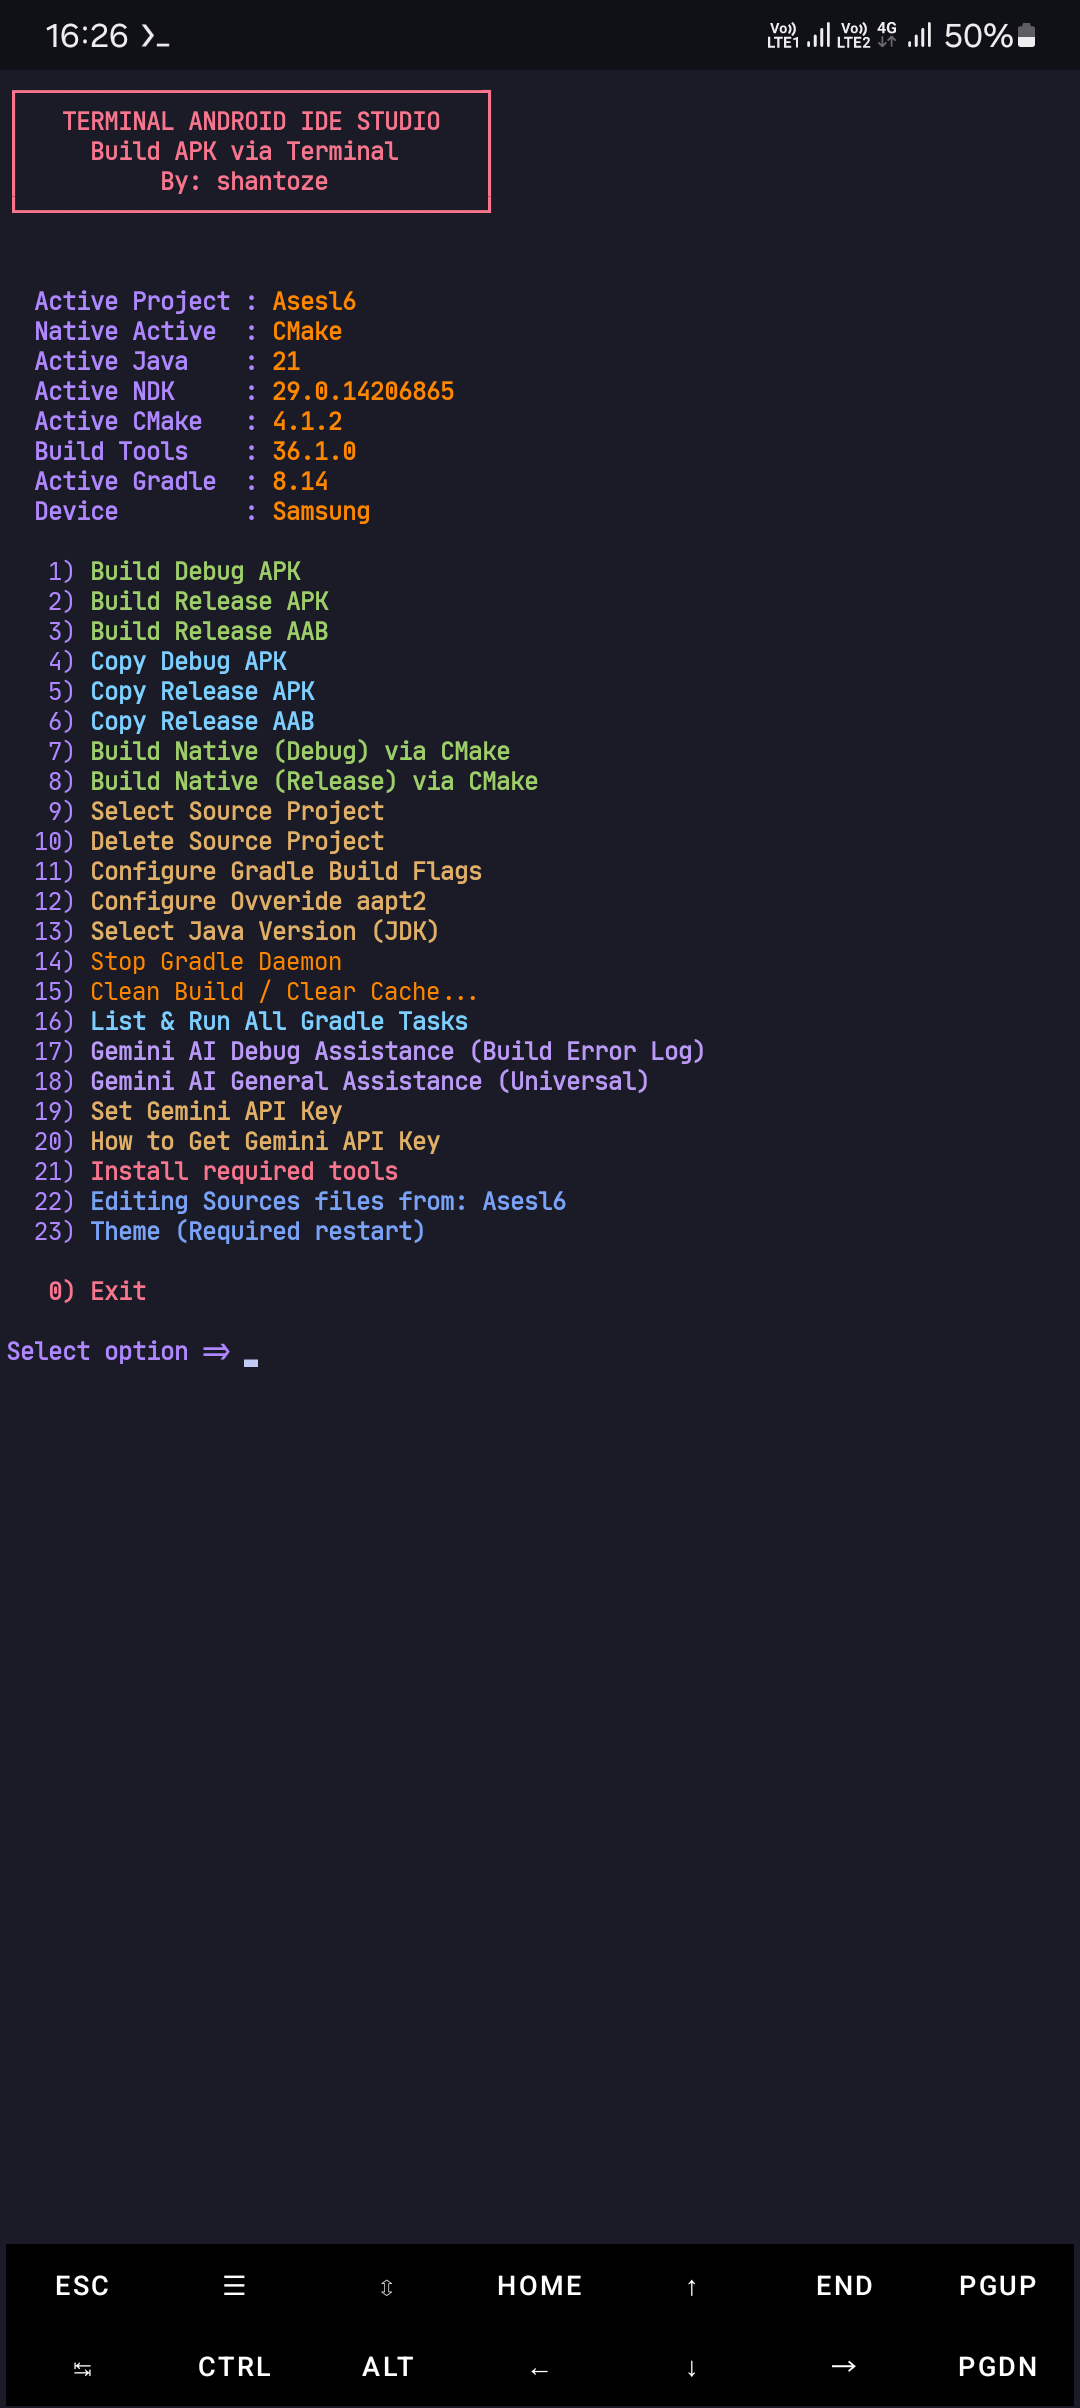 16:26
Vo)) LTE1 Vo)) LTE2 4G 50%
TERMINAL ANDROID IDE STUDIO
Build APK via Terminal
By: shantoze
Active Project : Asesl6
Native Active : CMake
Active Java : 21
Active NDK : 29.0.14206865
Active CMake : 4.1.2
Build Tools : 36.1.0
Active Gradle : 8.14
Device : Samsung
1) Build Debug APK
2) Build Release APK
3) Build Release AAB
4) Copy Debug APK
5) Copy Release APK
6) Copy Release AAB
7) Build Native (Debug) via CMake
8) Build Native (Release) via CMake
9) Select Source Project
10) Delete Source Project
11) Configure Gradle Build Flags
12) Configure Ovveride aapt2
13) Select Java Version (JDK)
14) Stop Gradle Daemon
15) Clean Build / Clear Cache...
16) List & Run All Gradle Tasks
17) Gemini AI Debug Assistance (Build Error Log)
18) Gemini AI General Assistance (Universal)
19) Set Gemini API Key
20) How to Get Gemini API Key
21) Install required tools
22) Editing Sources files from: Asesl6
23) Theme (Required restart)
0) Exit
Select option => _
ESC ☰ ⇳ HOME ↑ END PGUP
↹ CTRL ALT ← ↓ → PGDN